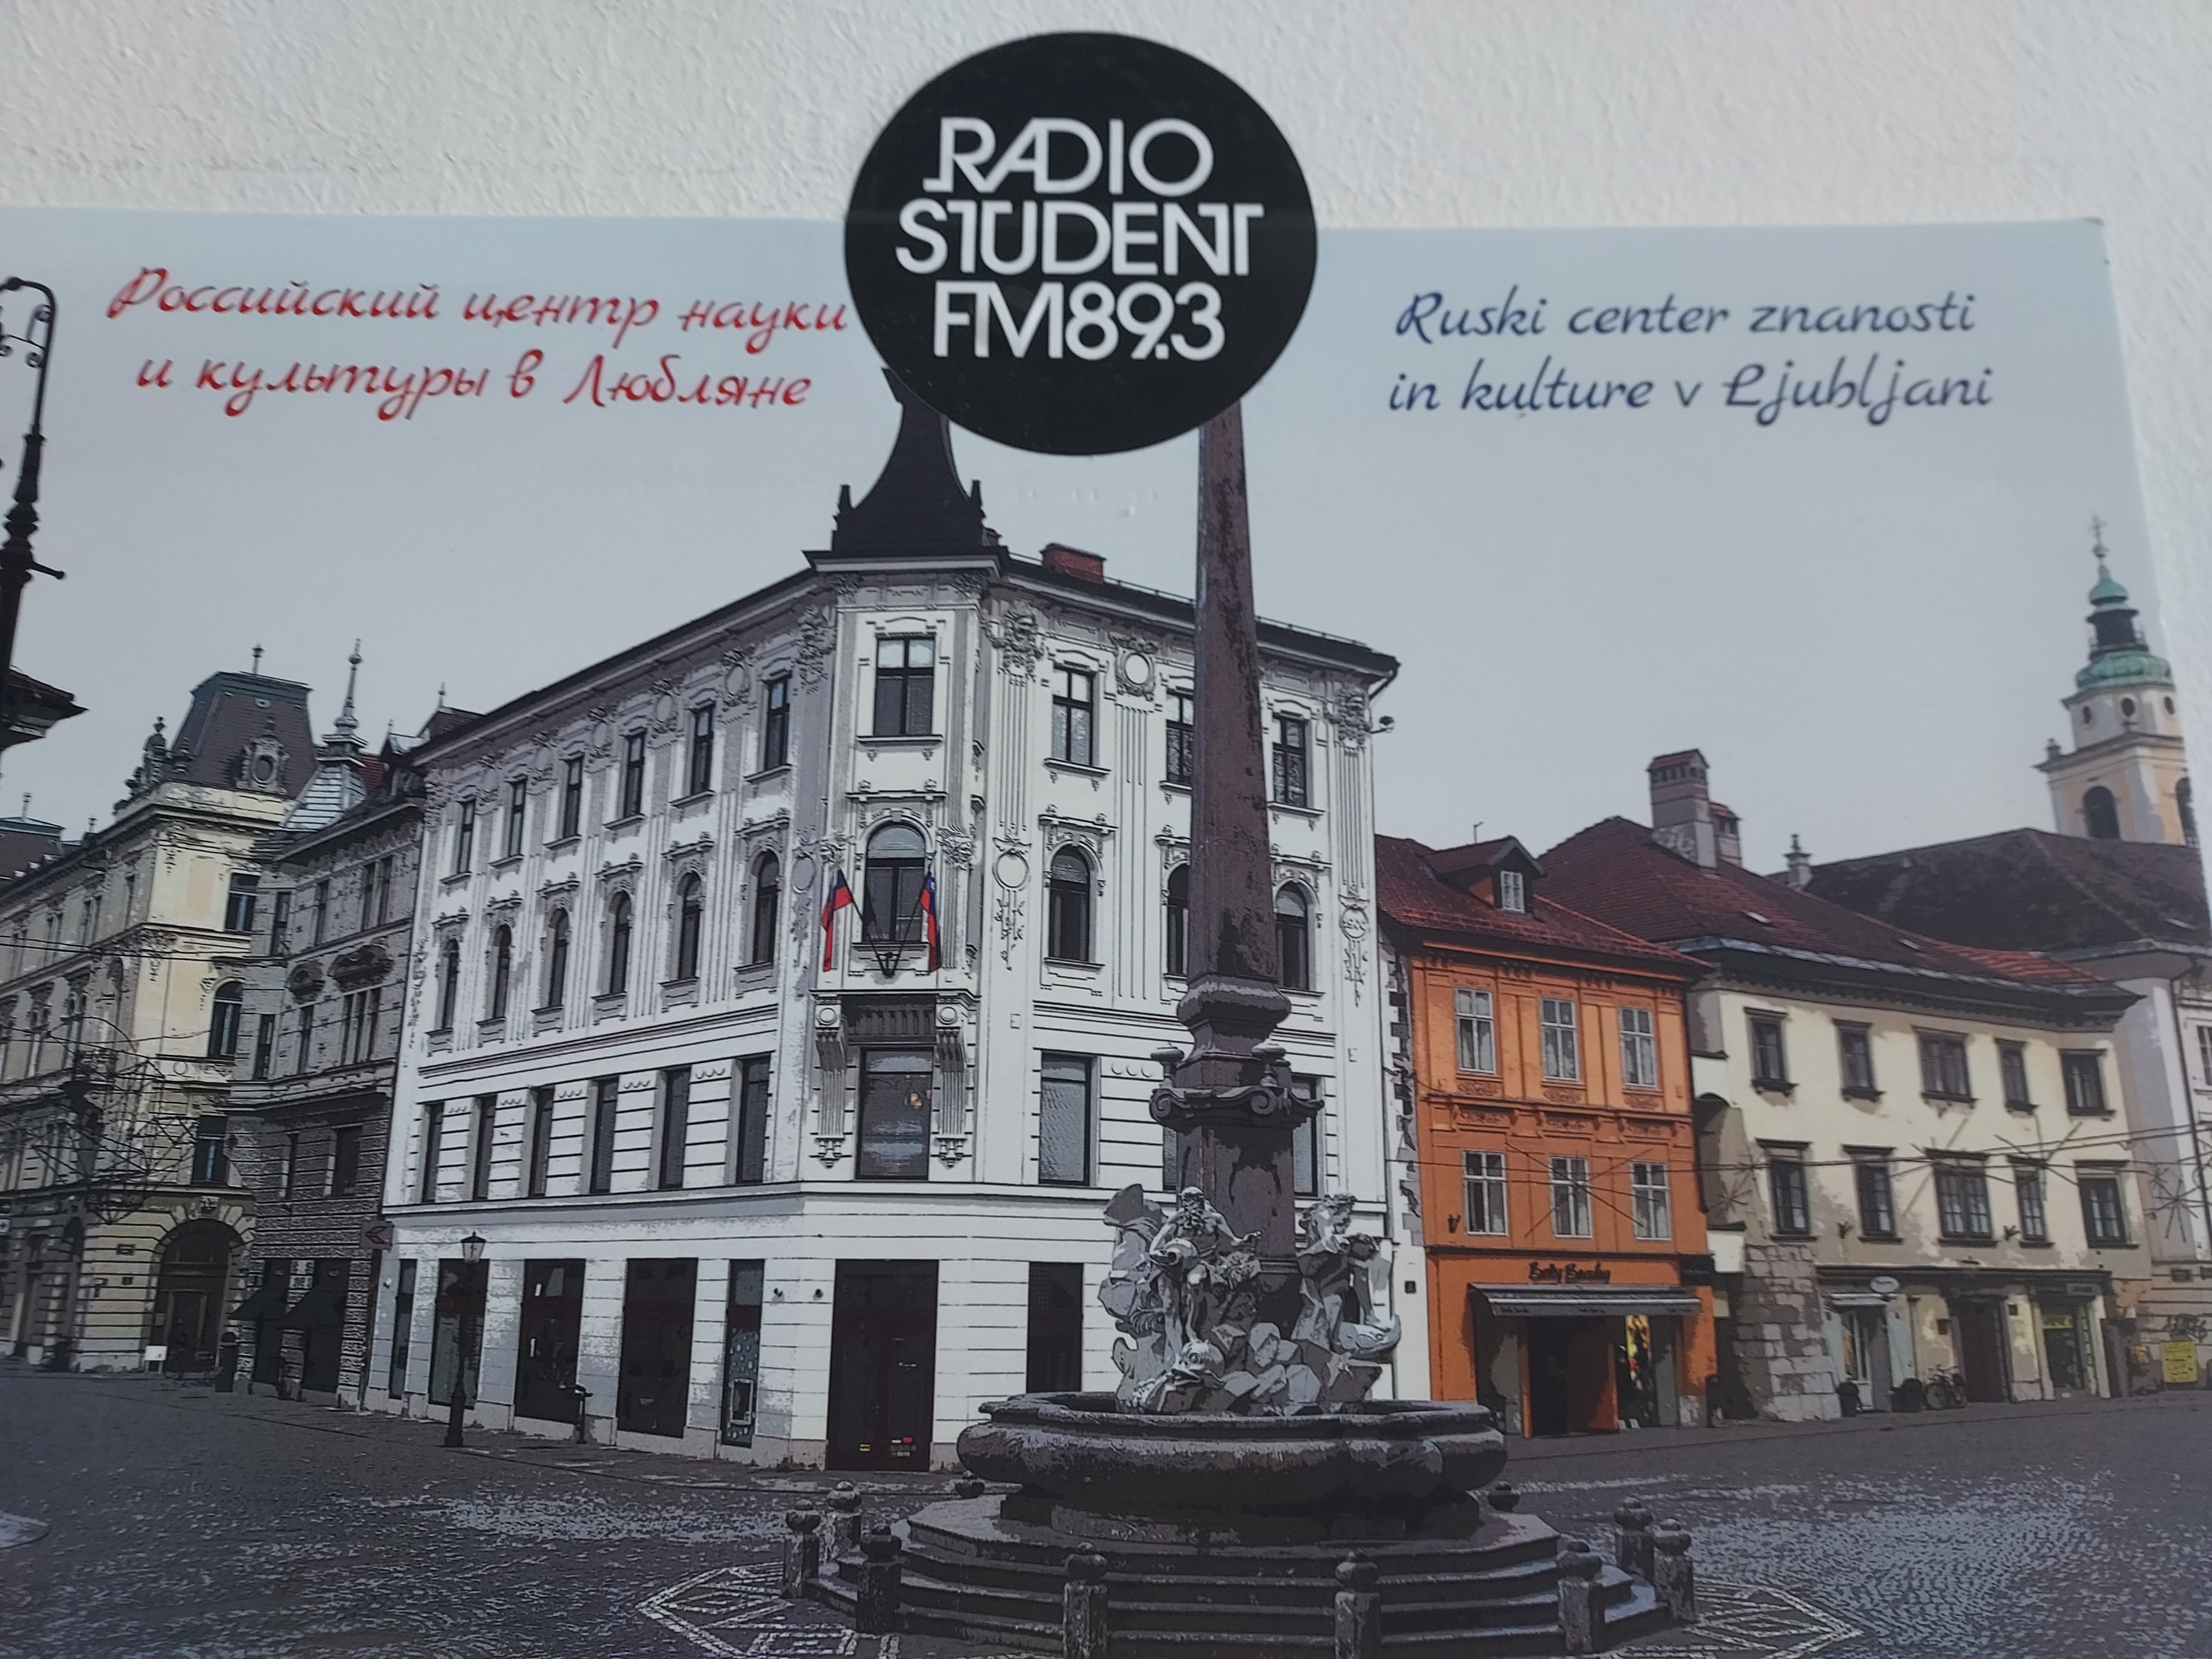 RADIO
STUDENT
FM89.3
Российский центр науки
и культуры в Любляне
Ruski center znanosti
in kulture v Ljubljani